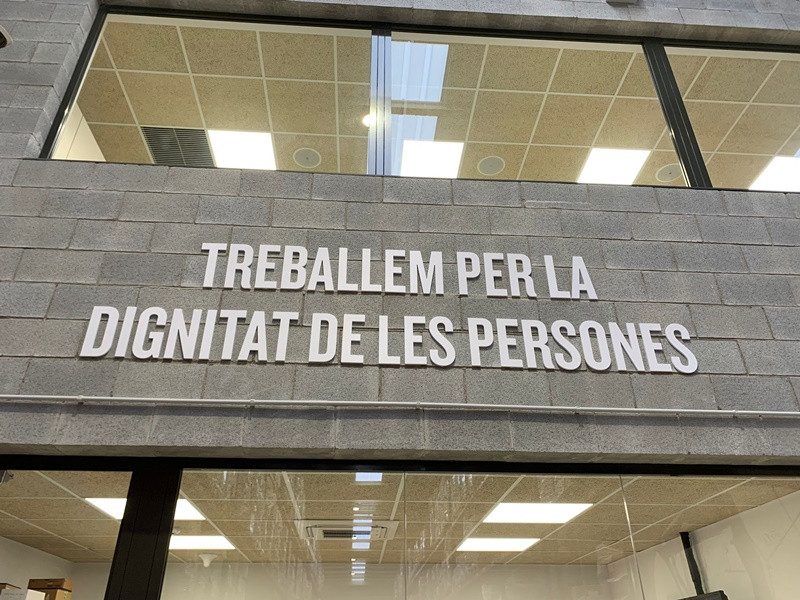 TREBALLEM PER LA
DIGNITAT DE LES PERSONES